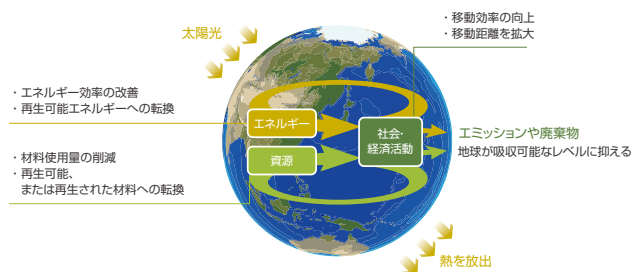 ・移動効率の向上
・移動距離を拡大
太陽光
・エネルギー効率の改善
・再生可能エネルギーへの転換
エネルギー
社会・
経済活動
エミッションや廃棄物
地球が吸収可能なレベルに抑える
・材料使用量の削減
・再生可能、
または再生された材料への転換
資源
熱を放出